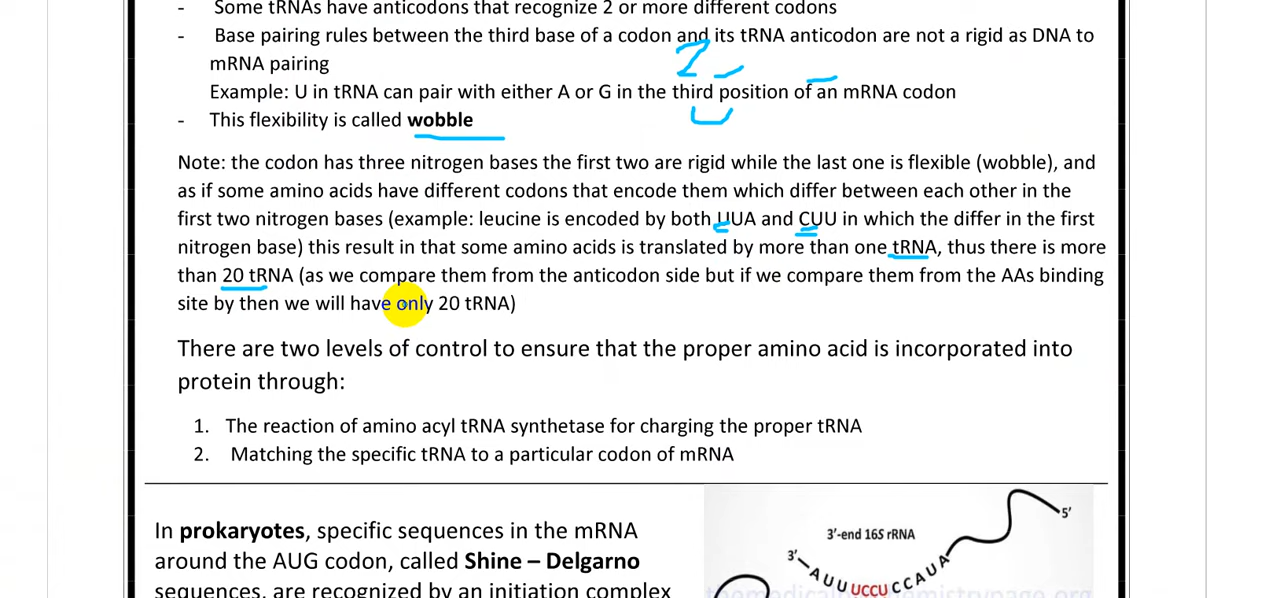 - Some tRNAs have anticodons that recognize 2 or more different codons
- Base pairing rules between the third base of a codon and its tRNA anticodon are not a rigid as DNA to
mRNA pairing
Example: U in tRNA can pair with either A or G in the third position of an mRNA codon
- This flexibility is called wobble
Note: the codon has three nitrogen bases the first two are rigid while the last one is flexible (wobble), and
as if some amino acids have different codons that encode them which differ between each other in the
first two nitrogen bases (example: leucine is encoded by both UUA and CUU in which the differ in the first
nitrogen base) this result in that some amino acids is translated by more than one tRNA, thus there is more
than 20 tRNA (as we compare them from the anticodon side but if we compare them from the AAs binding
site by then we will have only 20 tRNA)
There are two levels of control to ensure that the proper amino acid is incorporated into
protein through:
1. The reaction of amino acyl tRNA synthetase for charging the proper tRNA
2. Matching the specific tRNA to a particular codon of mRNA
In prokaryotes, specific sequences in the mRNA
around the AUG codon, called Shine – Delgarno
sequences, are recognized by an initiation complex
5'
3'-end 16S rRNA
3'
AUUUCCUCCAUA
themedicalbiochemistrypage.org